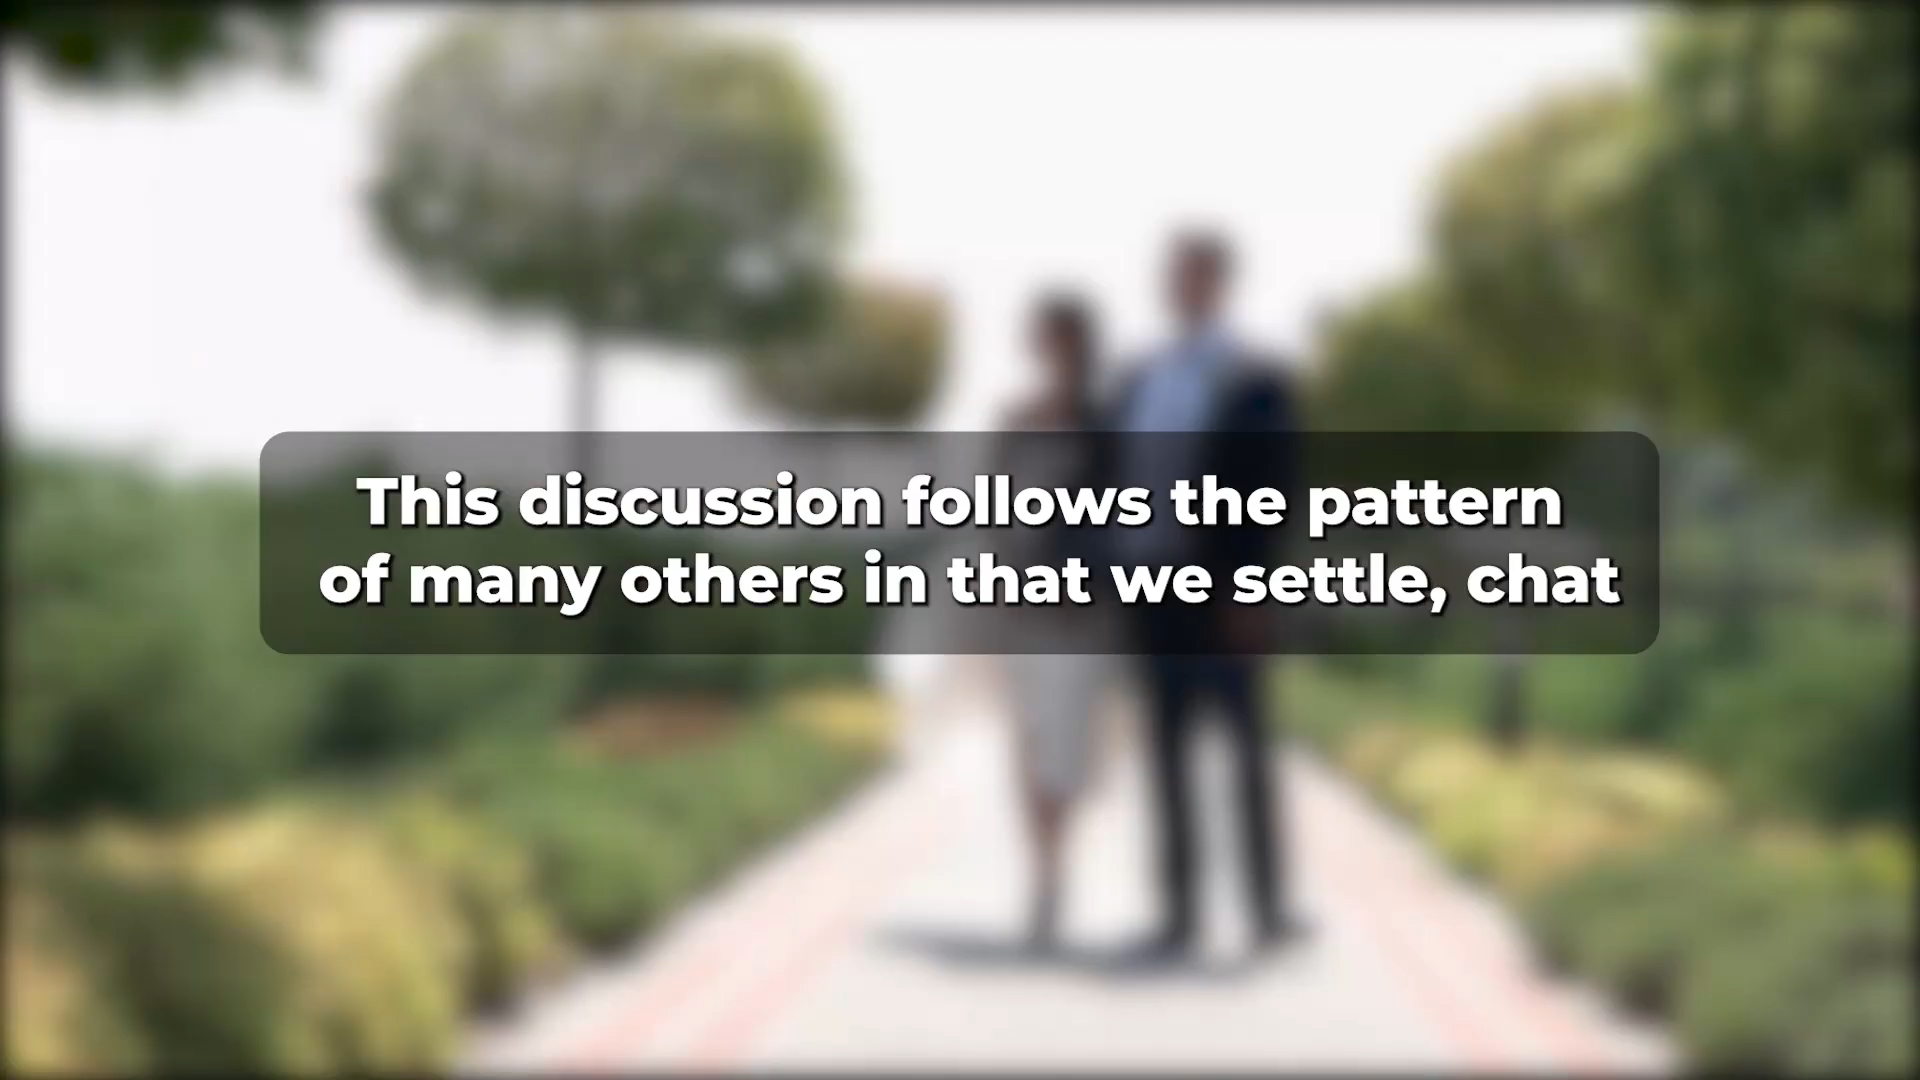 This discussion follows the pattern
of many others in that we settle, chat